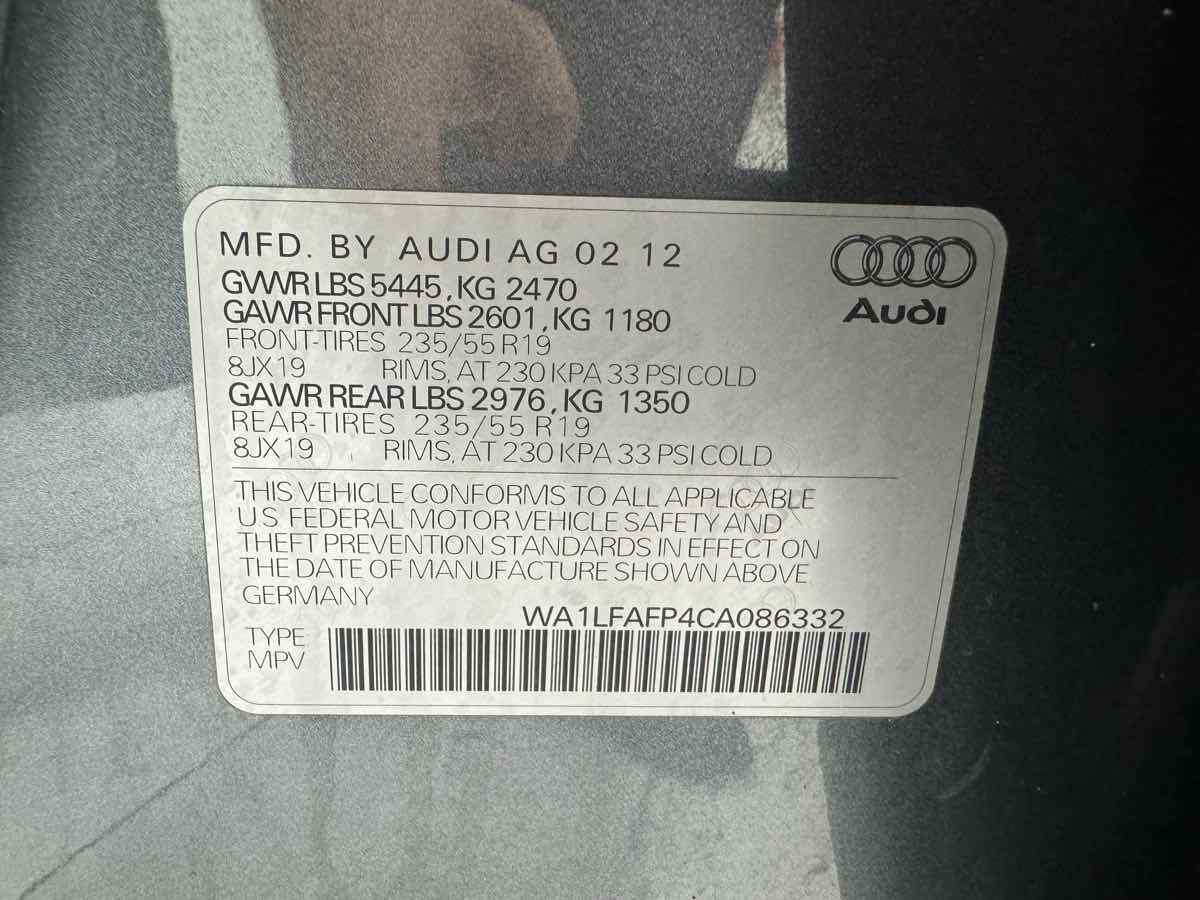 MFD. BY AUDI AG 02 12
GVWR LBS 5445, KG 2470
GAWR FRONT LBS 2601, KG 1180
FRONT-TIRES 235/55 R19
8JX19 RIMS, AT 230 KPA 33 PSI COLD
GAWR REAR LBS 2976, KG 1350
REAR-TIRES 235/55 R19
8JX19 RIMS, AT 230 KPA 33 PSI COLD
Audi
THIS VEHICLE CONFORMS TO ALL APPLICABLE
U.S. FEDERAL MOTOR VEHICLE SAFETY AND
THEFT PREVENTION STANDARDS IN EFFECT ON
THE DATE OF MANUFACTURE SHOWN ABOVE
GERMANY
WA1LFAFP4CA086332
TYPE
MPV